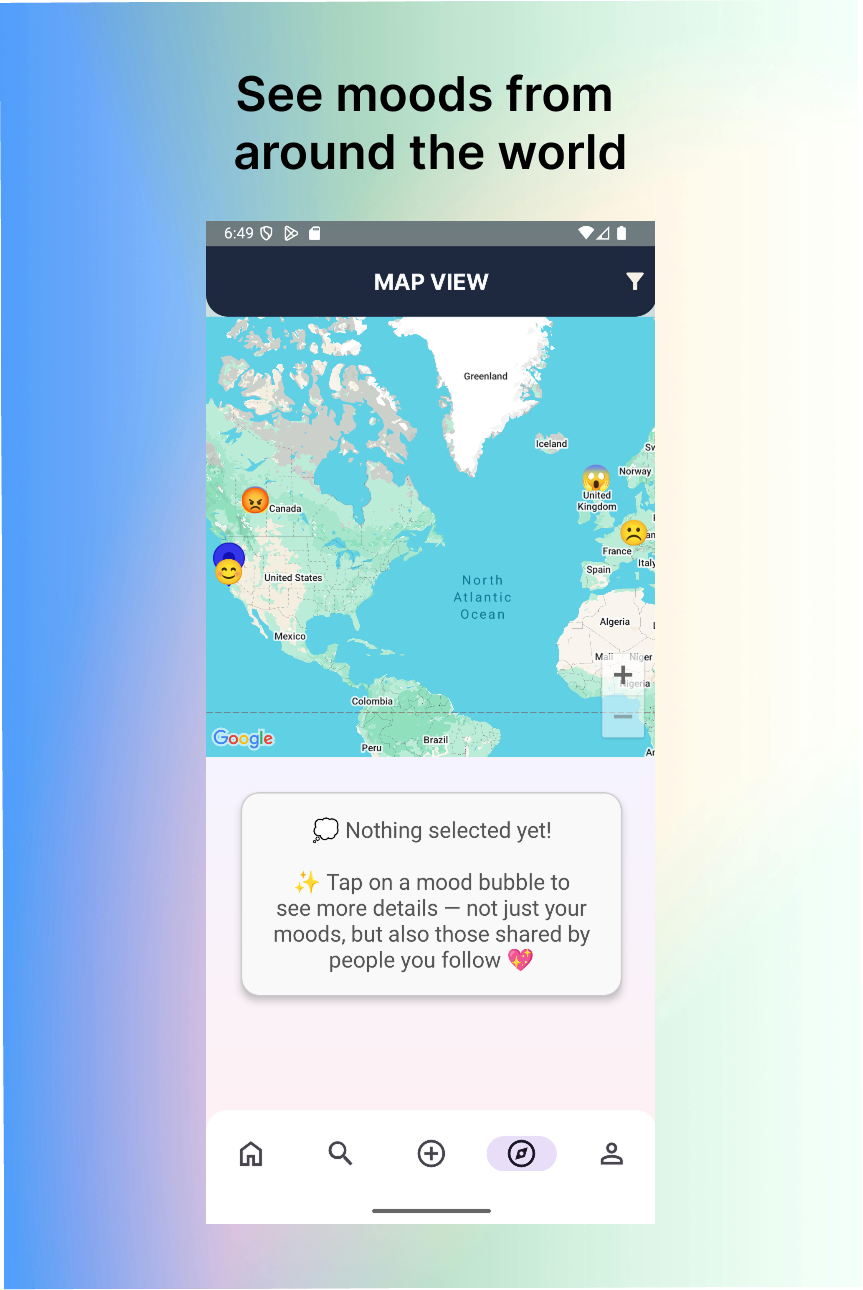 See moods from
around the world
6:49
MAP VIEW
Greenland
Iceland
Norway
United
Kingdom
Canada
France
Italy
Spain
United States
North
Atlantic
Ocean
Algeria
Mexico
Mali
Niger
Nigeria
Colombia
Brazil
Peru
Google
💭 Nothing selected yet!
✨ Tap on a mood bubble to
see more details — not just your
moods, but also those shared by
people you follow 💖